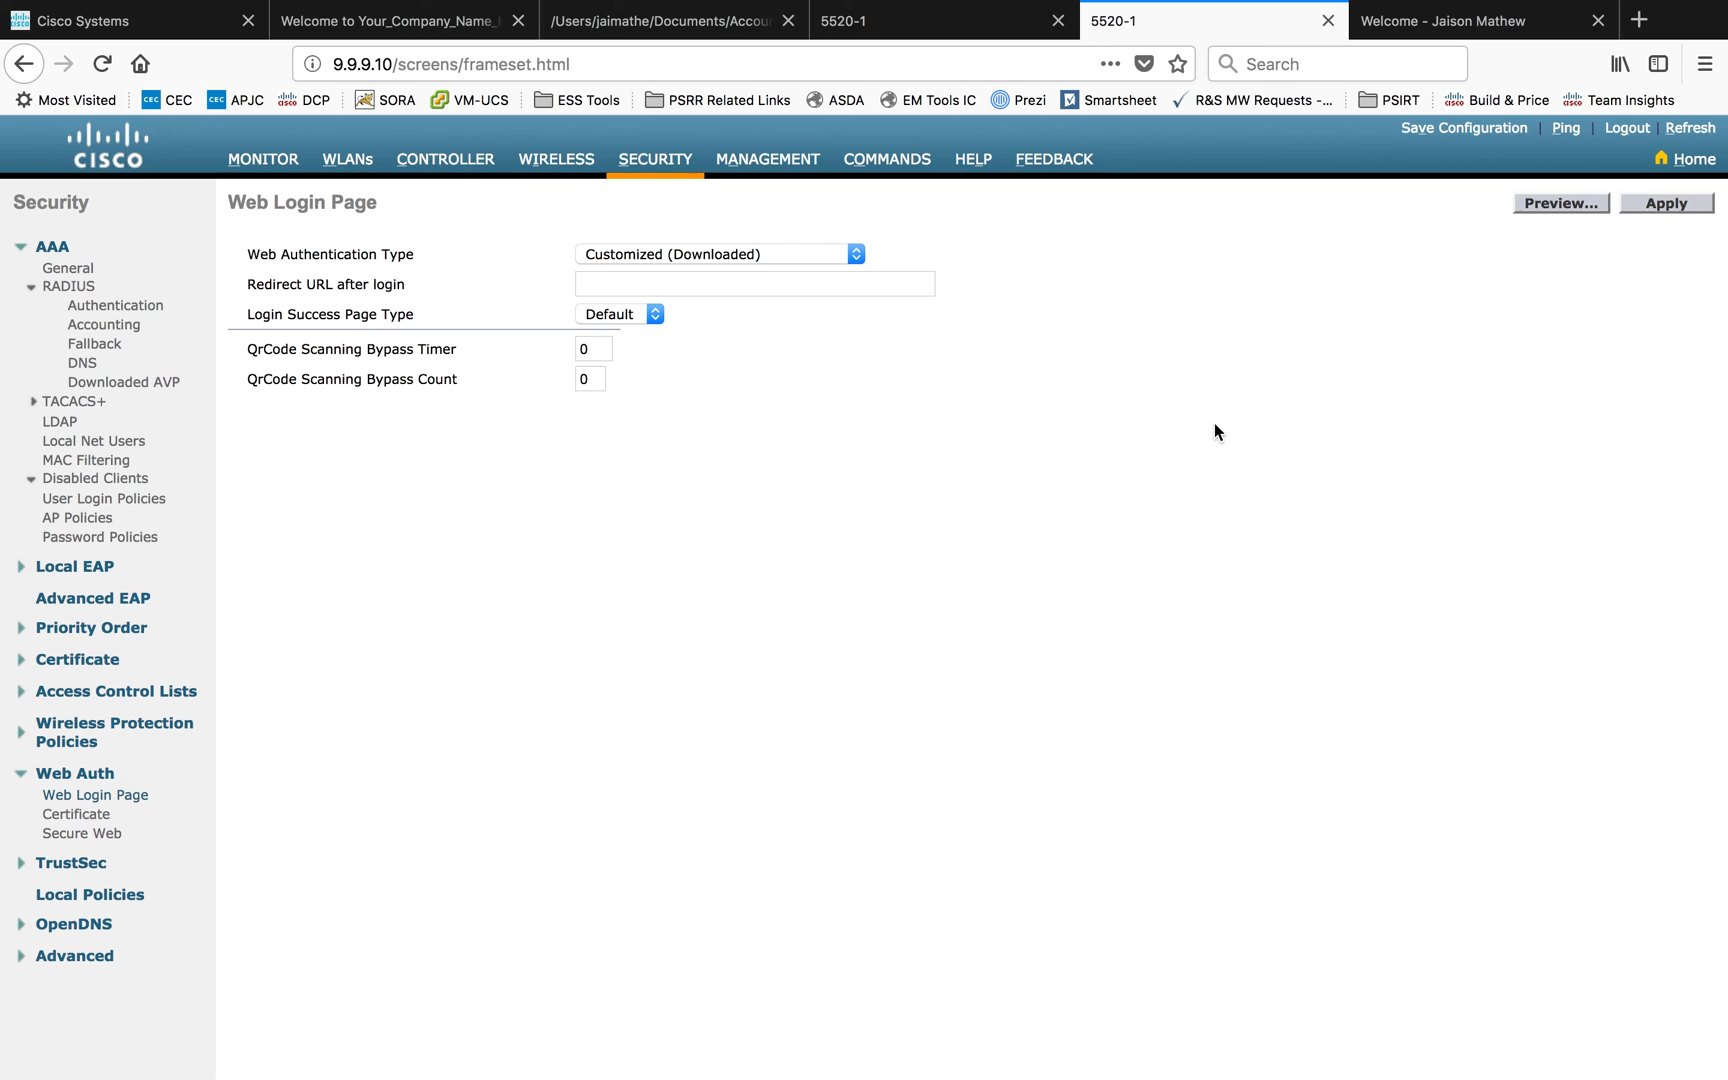 Cisco Systems
Welcome to Your_Company_Name_
/Users/jaimathe/Documents/Accou
5520-1
5520-1
Welcome - Jaison Mathew
9.9.9.10/screens/frameset.html
Search
Most Visited
CEC CEC
CEC APJC
CISCO DCP
SORA
VM-UCS
ESS Tools
PSRR Related Links
ASDA
EM Tools IC
Prezi
Smartsheet
R&S MW Requests -...
PSIRT
CISCO Build & Price
CISCO Team Insights
Save Configuration
Ping
Logout
Refresh
CISCO
MONITOR
WLANs
CONTROLLER
WIRELESS
SECURITY
MANAGEMENT
COMMANDS
HELP
FEEDBACK
Home
Security
Web Login Page
Preview...
Apply
AAA
General
RADIUS
Authentication
Accounting
Fallback
DNS
Downloaded AVP
TACACS+
LDAP
Local Net Users
MAC Filtering
Disabled Clients
User Login Policies
AP Policies
Password Policies
Local EAP
Advanced EAP
Priority Order
Certificate
Access Control Lists
Wireless Protection
Policies
Web Auth
Web Login Page
Certificate
Secure Web
TrustSec
Local Policies
OpenDNS
Advanced
Web Authentication Type Customized (Downloaded)
Redirect URL after login
Login Success Page Type Default
QrCode Scanning Bypass Timer 0
QrCode Scanning Bypass Count 0